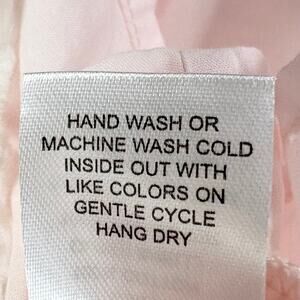 HAND WASH OR
MACHINE WASH COLD
INSIDE OUT WITH
LIKE COLORS ON
GENTLE CYCLE
HANG DRY